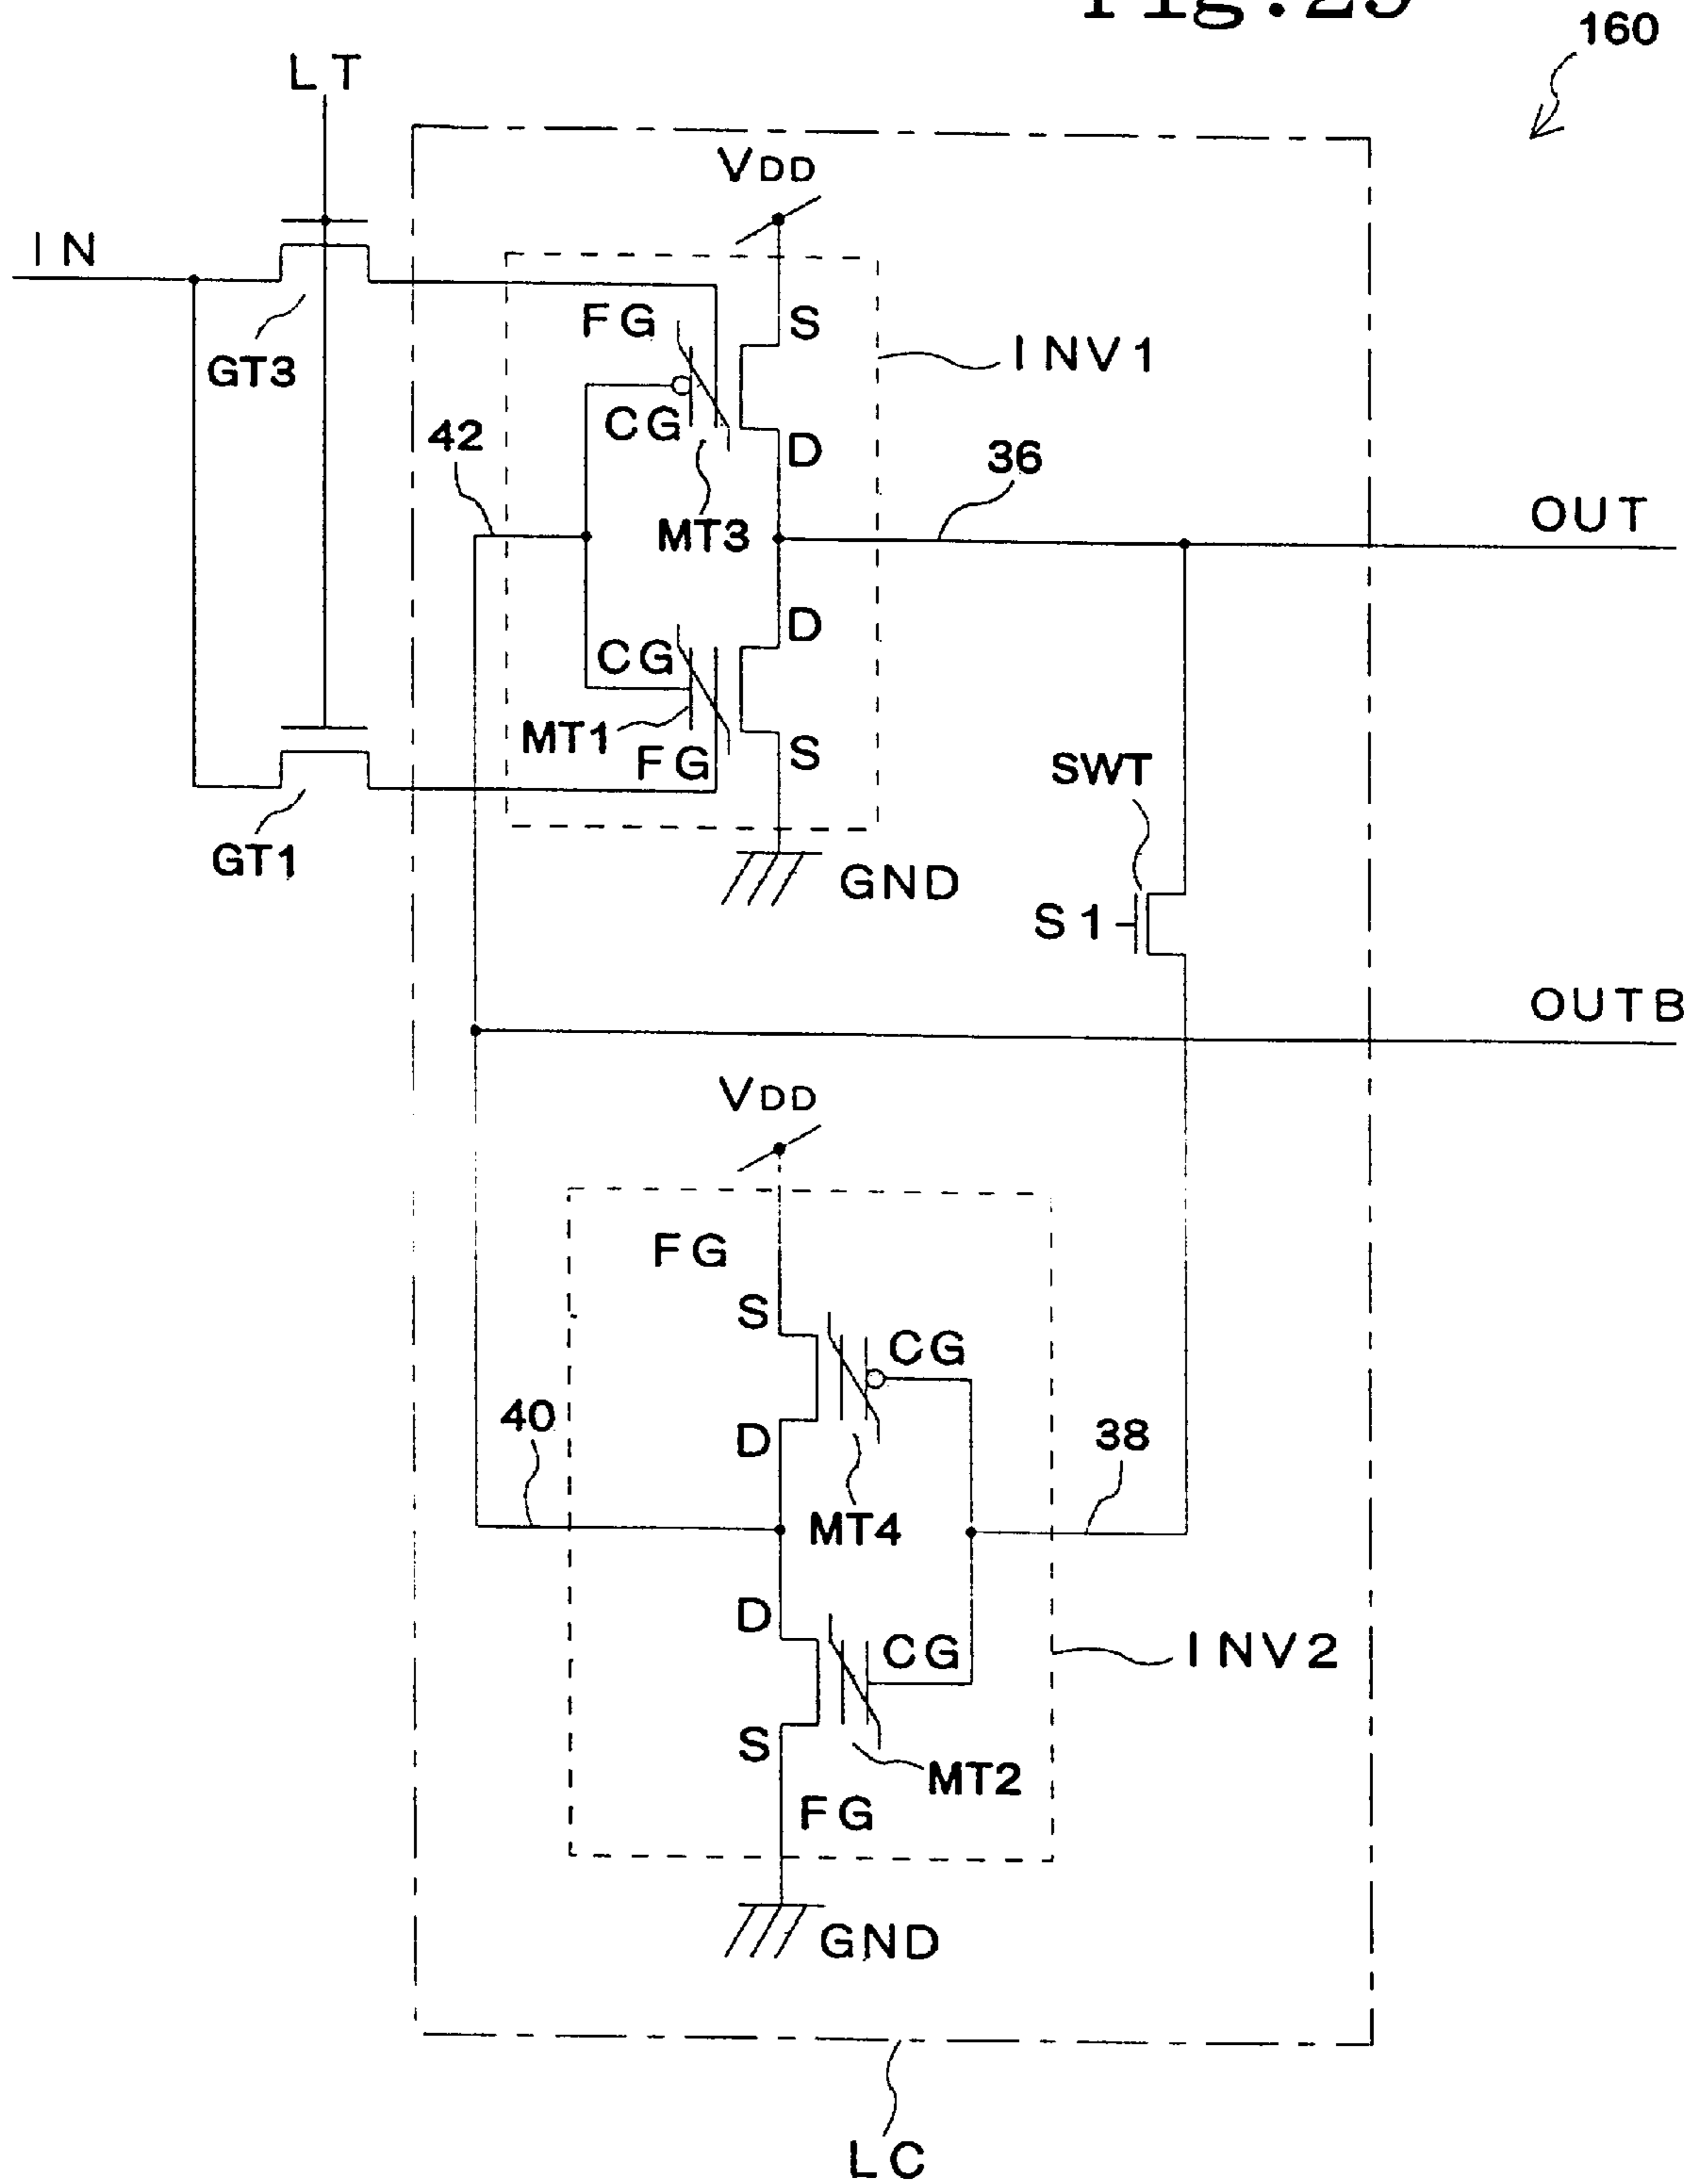 Fig.25
160
LT
VDD
IN
FG
S
INV1
GT3
CG
42
D
36
MT3
OUT
D
CG
MT1
FG
S
SWT
GT1
GND
S1
OUTB
VDD
FG
S
CG
40
D
38
MT4
D
CG
INV2
S
MT2
FG
GND
LC